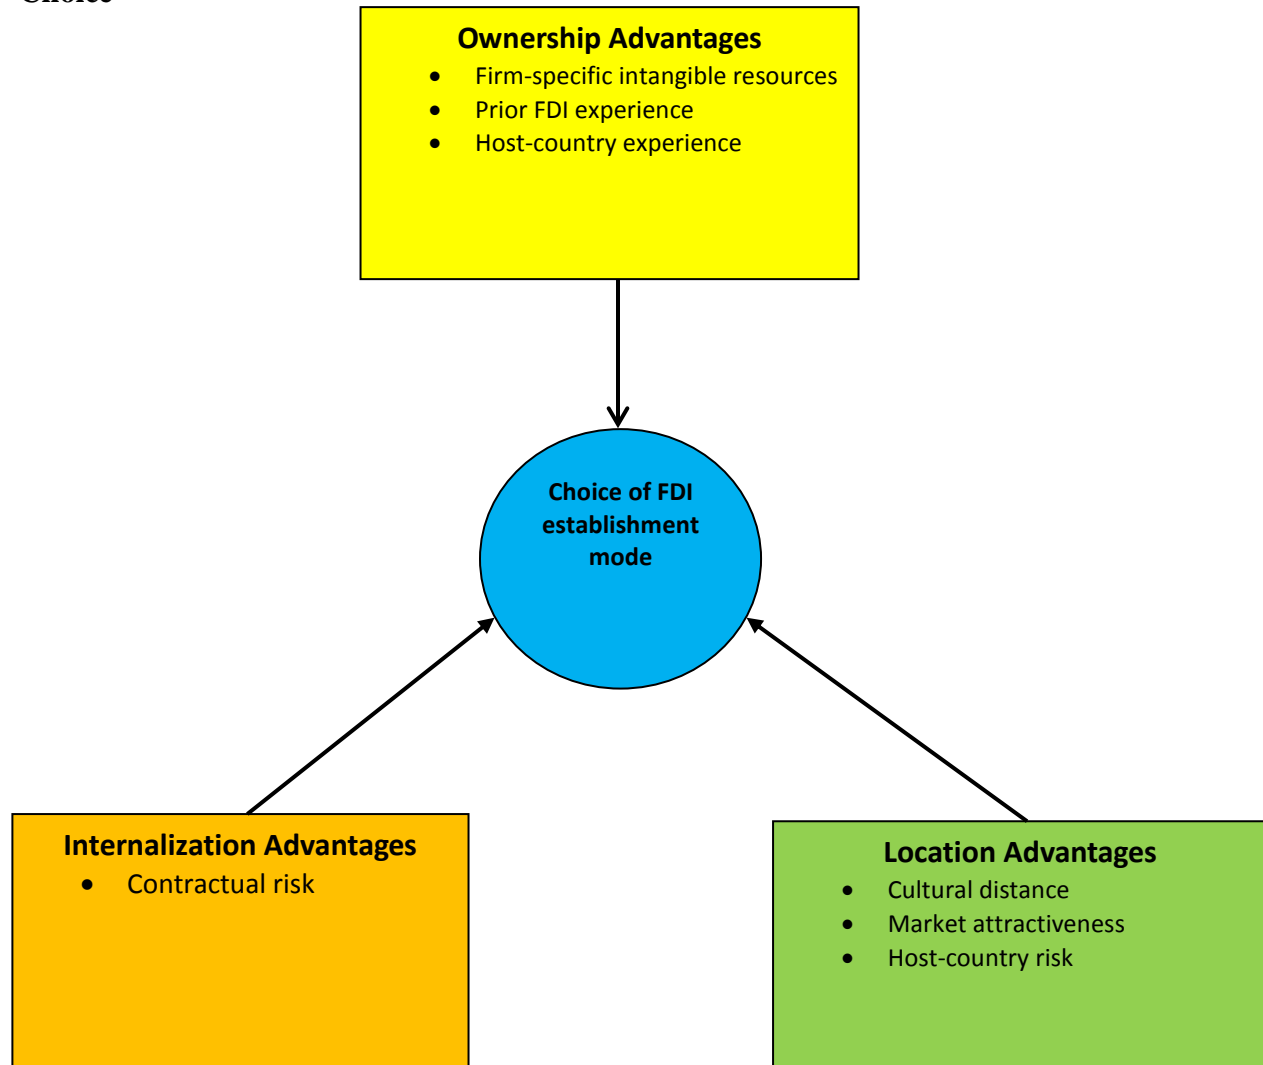 Choice
Ownership Advantages
• Firm-specific intangible resources
• Prior FDI experience
• Host-country experience
Choice of FDI
establishment
mode
Internalization Advantages
• Contractual risk
Location Advantages
• Cultural distance
• Market attractiveness
• Host-country risk